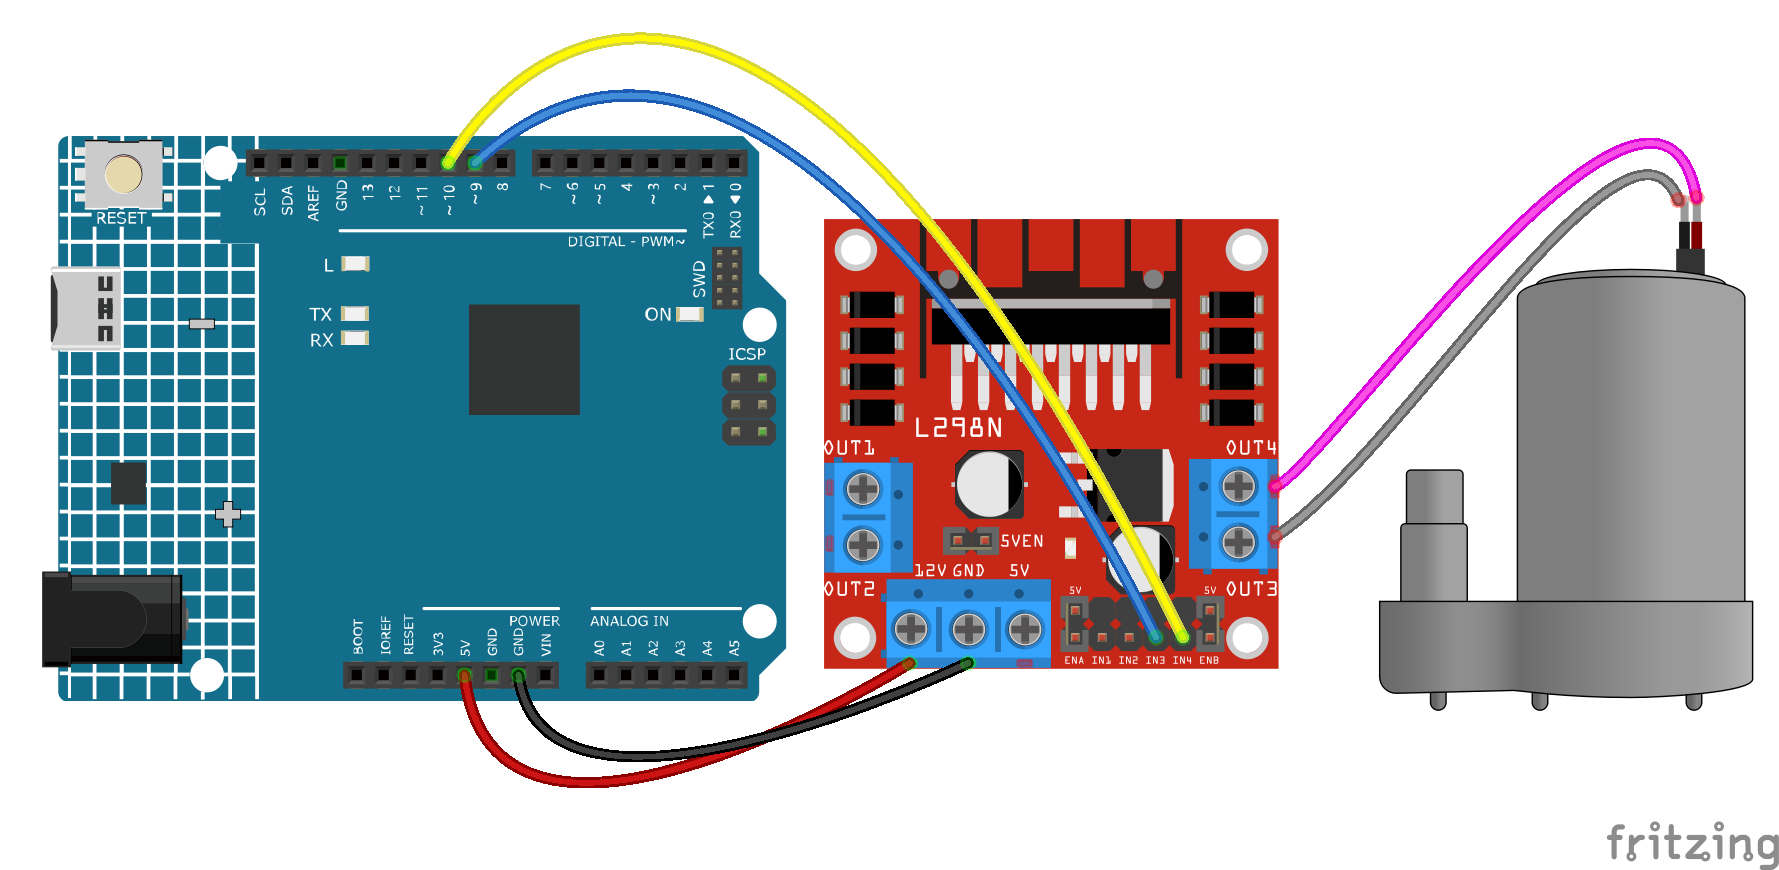 RESET
SCL
SDA
AREF
GND
13
12
~11
~10
~9
8
7
~6
~5
4
~3
2
TX0 ▶ 1
RX0 ◀ 0
DIGITAL - PWM~
L
TX
RX
ON
SWD
ICSP
BOOT
IOREF
RESET
3V3
5V
GND
GND
VIN
POWER
ANALOG IN
A0
A1
A2
A3
A4
A5
L298N
OUT1
OUT2
OUT4
OUT3
5VEN
12V GND 5V
5V
5V
ENA IN1 IN2 IN3 IN4 ENB
fritzing